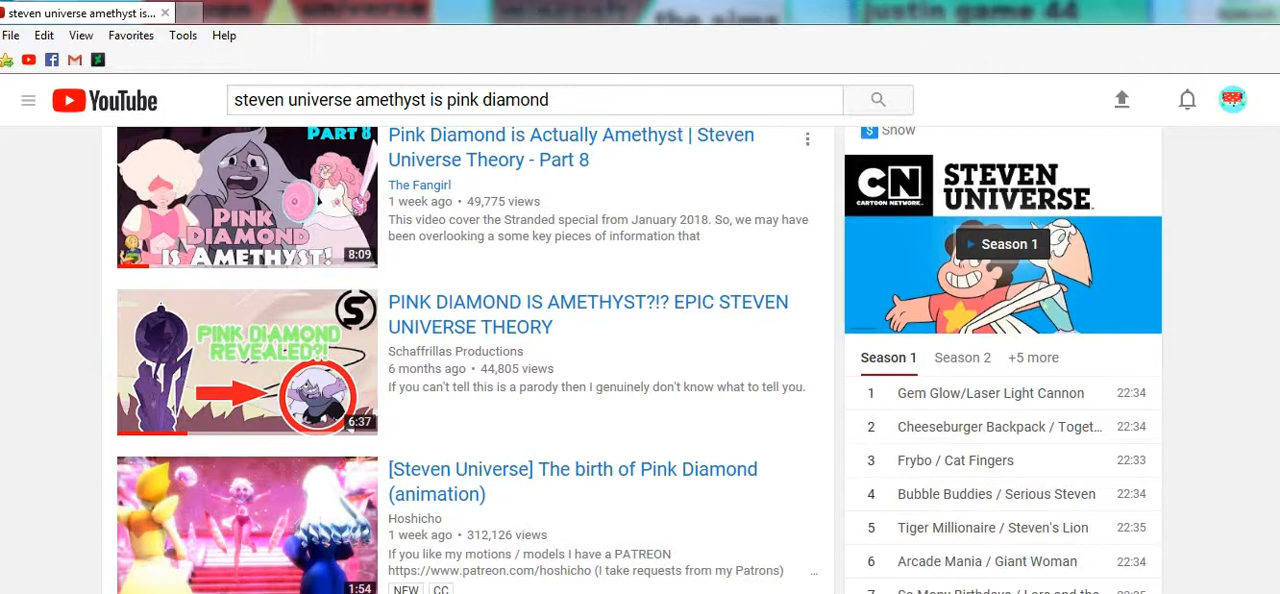 justin game 44
steven universe amethyst is...
File Edit View Favorites Tools Help
YouTube
steven universe amethyst is pink diamond
PART 8
PINK
DIAMOND
IS AMETHYST!
8:09
Pink Diamond is Actually Amethyst | Steven
Universe Theory - Part 8
The Fangirl
1 week ago • 49,775 views
This video cover the Stranded special from January 2018. So, we may have
been overlooking a some key pieces of information that
PINK DIAMOND
REVEALED?!
S
6:37
PINK DIAMOND IS AMETHYST?!? EPIC STEVEN
UNIVERSE THEORY
Schaffrillas Productions
6 months ago • 44,805 views
If you can't tell this is a parody then I genuinely don't know what to tell you.
1:54
[Steven Universe] The birth of Pink Diamond
(animation)
Hoshicho
1 week ago • 312,126 views
If you like my motions / models I have a PATREON
https://www.patreon.com/hoshicho (I take requests from my Patrons) ...
NEW CC
$ Show
CN
CARTOON NETWORK
STEVEN
UNIVERSE
Season 1
Season 1 Season 2 +5 more
1 Gem Glow/Laser Light Cannon 22:34
2 Cheeseburger Backpack / Toget... 22:34
3 Frybo / Cat Fingers 22:33
4 Bubble Buddies / Serious Steven 22:34
5 Tiger Millionaire / Steven's Lion 22:35
6 Arcade Mania / Giant Woman 22:34